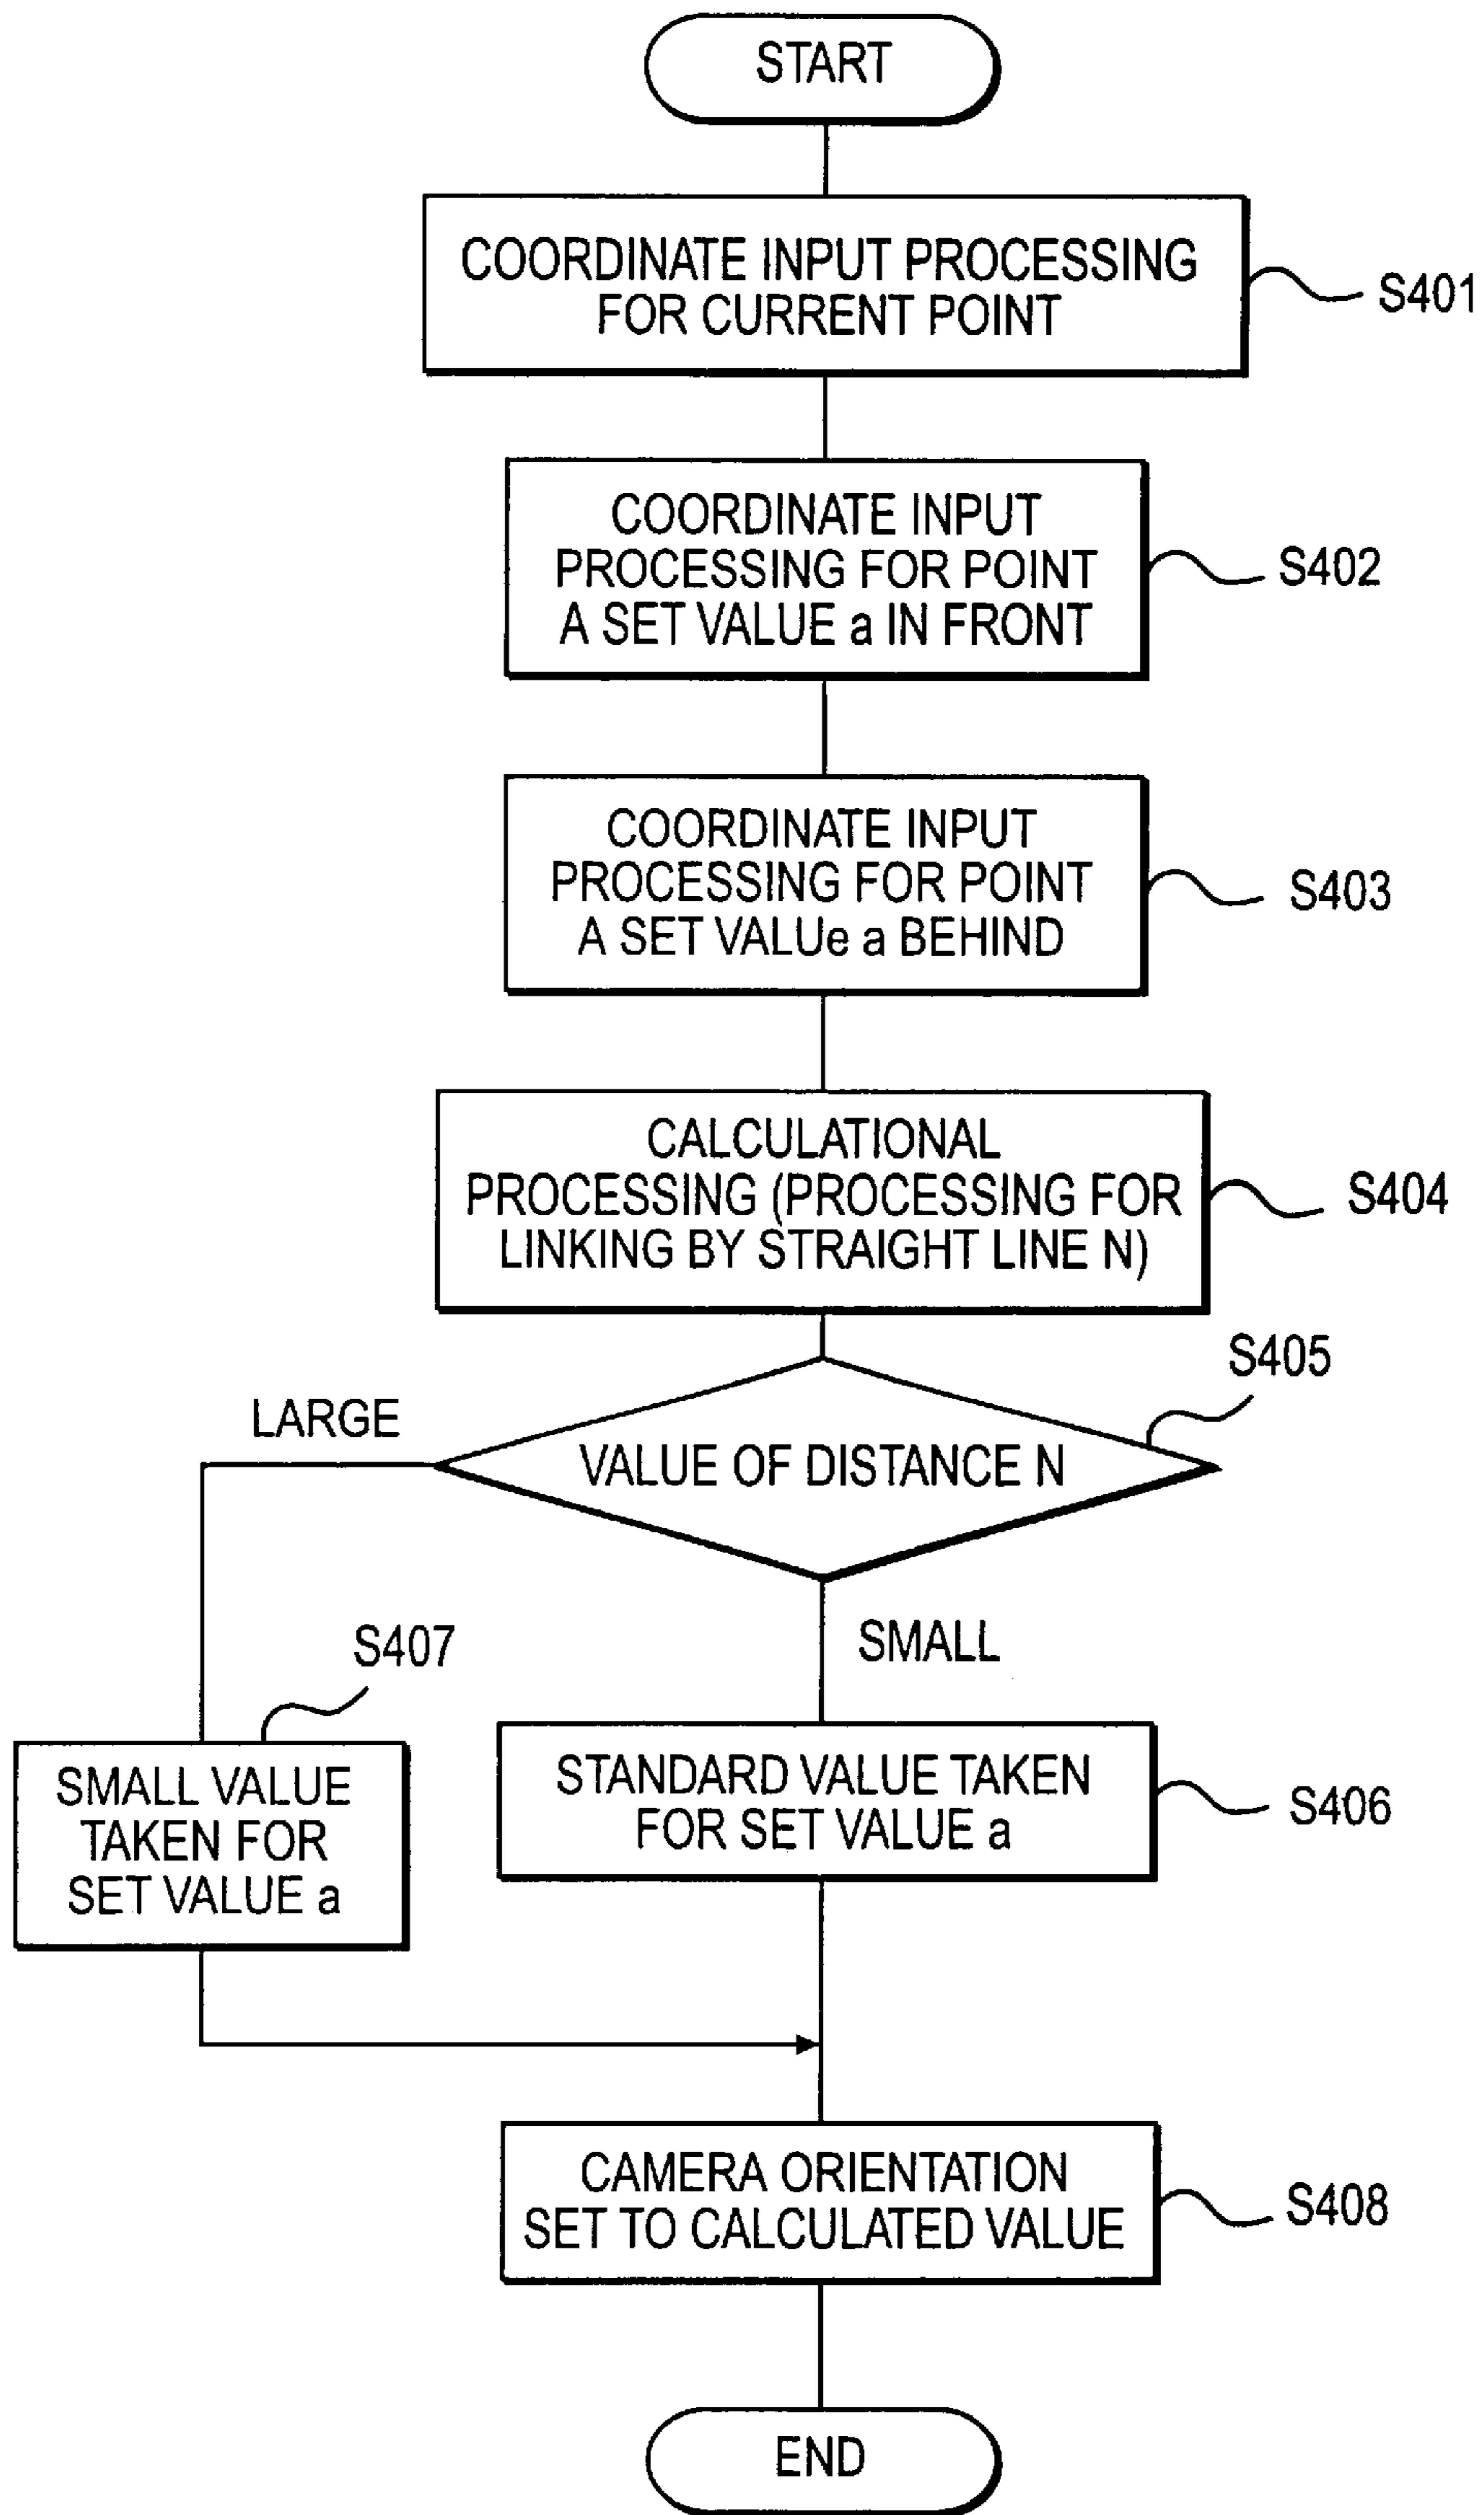 START
COORDINATE INPUT PROCESSING
FOR CURRENT POINT
S401
COORDINATE INPUT
PROCESSING FOR POINT
A SET VALUE a IN FRONT
S402
COORDINATE INPUT
PROCESSING FOR POINT
A SET VALUe a BEHIND
S403
CALCULATIONAL
PROCESSING (PROCESSING FOR
LINKING BY STRAIGHT LINE N)
S404
S405
LARGE
VALUE OF DISTANCE N
SMALL
S407
SMALL VALUE
TAKEN FOR
SET VALUE a
STANDARD VALUE TAKEN
FOR SET VALUE a
S406
CAMERA ORIENTATION
SET TO CALCULATED VALUE
S408
END